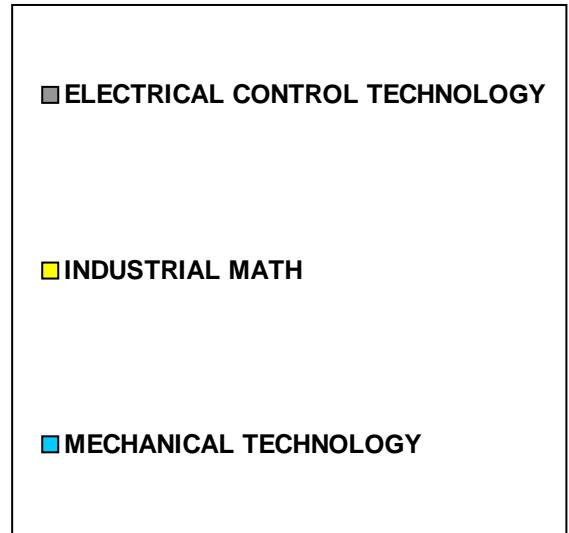 ELECTRICAL CONTROL TECHNOLOGY
INDUSTRIAL MATH
MECHANICAL TECHNOLOGY